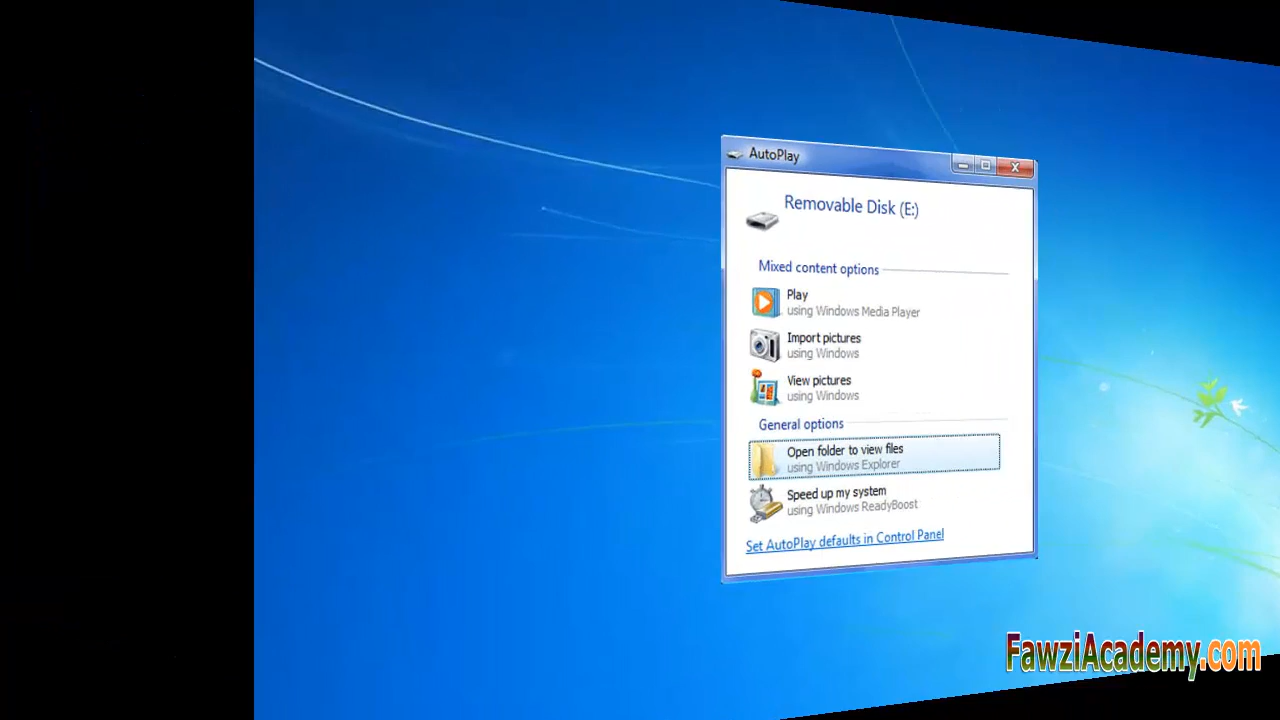 AutoPlay
Removable Disk (E:)
Mixed content options
Play
using Windows Media Player
Import pictures
using Windows
View pictures
using Windows
General options
Open folder to view files
using Windows Explorer
Speed up my system
using Windows ReadyBoost
Set AutoPlay defaults in Control Panel
FawziAcademy.com